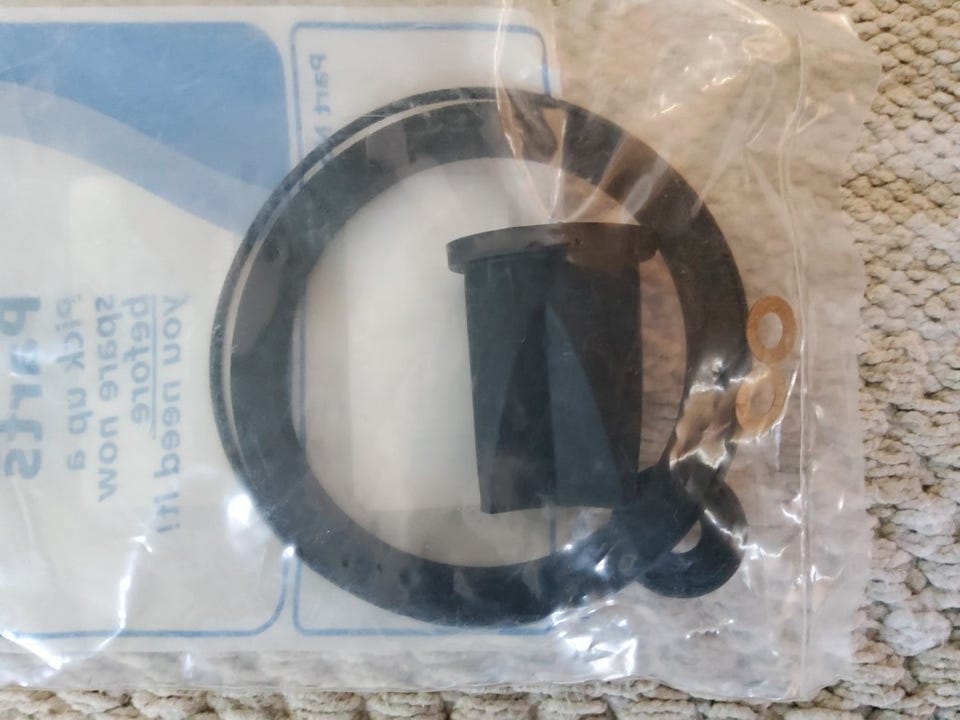 Parts
Pick up a
spare now
before
you need it!
Part